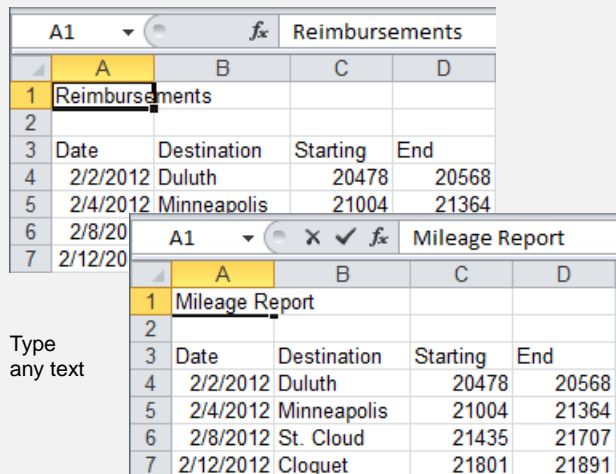 A1 fx Reimbursements
A B C D
1 Reimbursements
2
3 Date Destination Starting End
4 2/2/2012 Duluth 20478 20568
5 2/4/2012 Minneapolis 21004 21364
6 2/8/20
7 2/12/20
A1 fx Mileage Report
A B C D
1 Mileage Report
2
3 Date Destination Starting End
4 2/2/2012 Duluth 20478 20568
5 2/4/2012 Minneapolis 21004 21364
6 2/8/2012 St. Cloud 21435 21707
7 2/12/2012 Cloquet 21801 21891
Type
any text